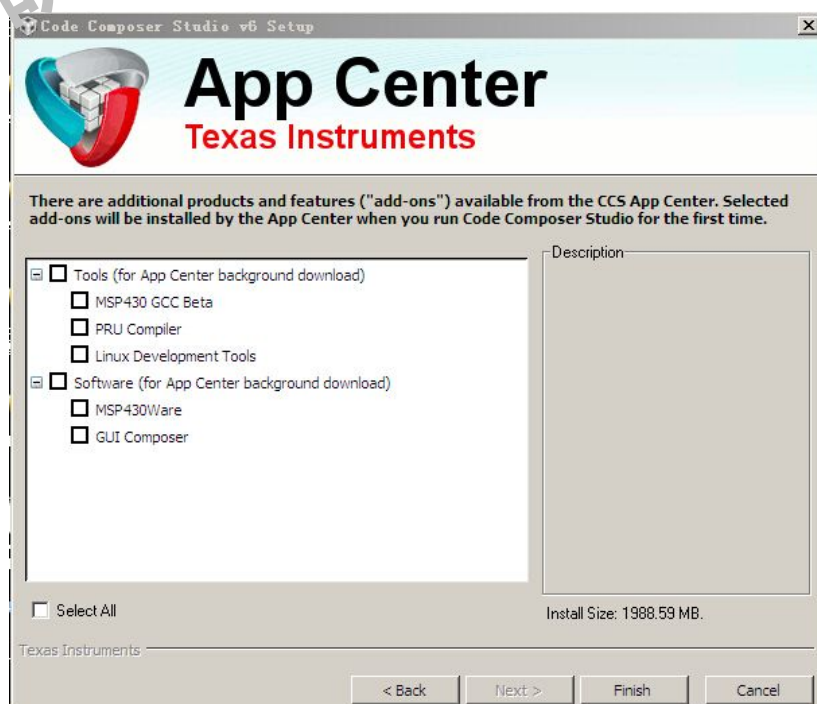 Code Composer Studio v6 Setup
App Center
Texas Instruments
There are additional products and features ("add-ons") available from the CCS App Center. Selected
add-ons will be installed by the App Center when you run Code Composer Studio for the first time.
Description
Tools (for App Center background download)
MSP430 GCC Beta
PRU Compiler
Linux Development Tools
Software (for App Center background download)
MSP430Ware
GUI Composer
Select All
Install Size: 1988.59 MB.
Texas Instruments
< Back
Next >
Finish
Cancel